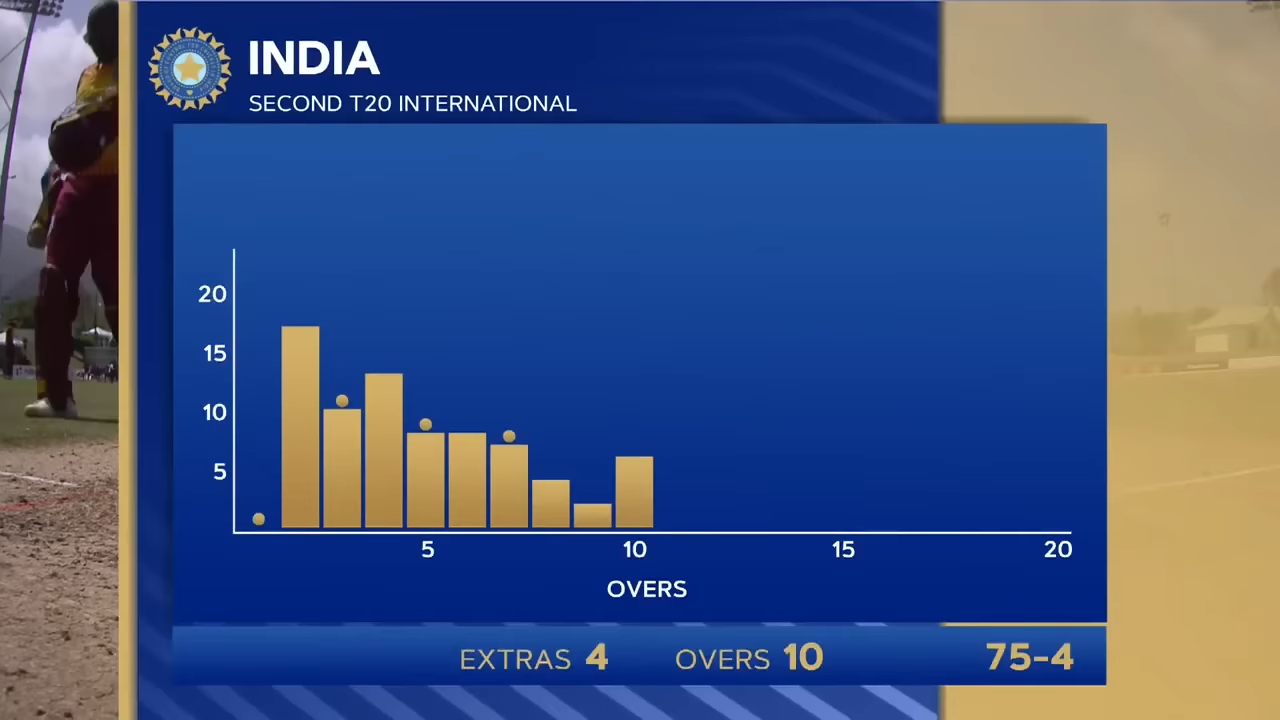 INDIA
SECOND T20 INTERNATIONAL
20
15
10
5
5 10 15 20
OVERS
EXTRAS 4 OVERS 10 75-4